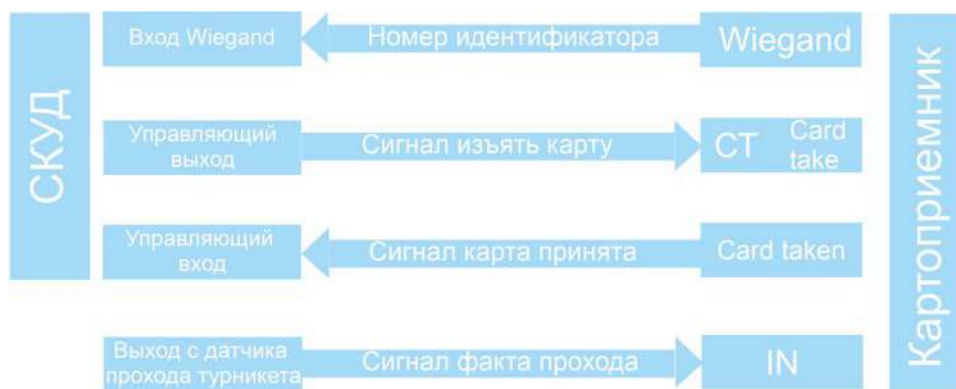 СКУД
Вход Wiegand
Номер идентификатора
Wiegand
Управляющий
выход
Сигнал изъять карту
CT Card
take
Управляющий
вход
Сигнал карта принята
Card taken
Выход с датчика
прохода турникета
Сигнал факта прохода
IN
Картоприемник